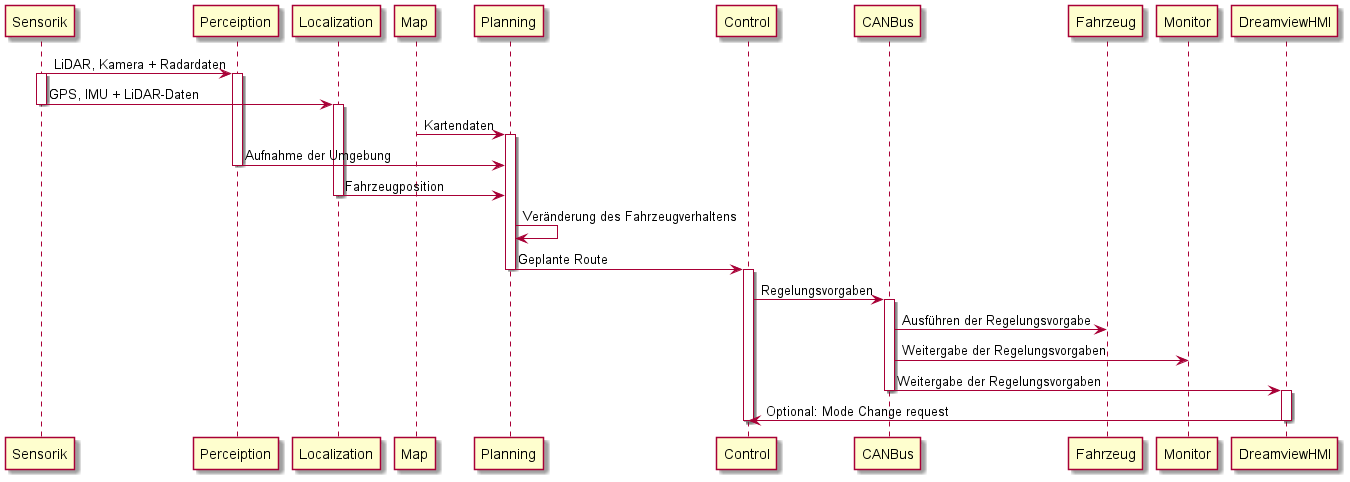 Sensorik
Perceiption
Localization
Map
Planning
Control
CANBus
Fahrzeug
Monitor
DreamviewHMI
LiDAR, Kamera + Radardaten
GPS, IMU + LiDAR-Daten
Kartendaten
Aufnahme der Umgebung
Fahrzeugposition
Veränderung des Fahrzeugverhaltens
Geplante Route
Regelungsvorgaben
Ausführen der Regelungsvorgabe
Weitergabe der Regelungsvorgaben
Weitergabe der Regelungsvorgaben
Optional: Mode Change request
Sensorik
Perceiption
Localization
Map
Planning
Control
CANBus
Fahrzeug
Monitor
DreamviewHMI